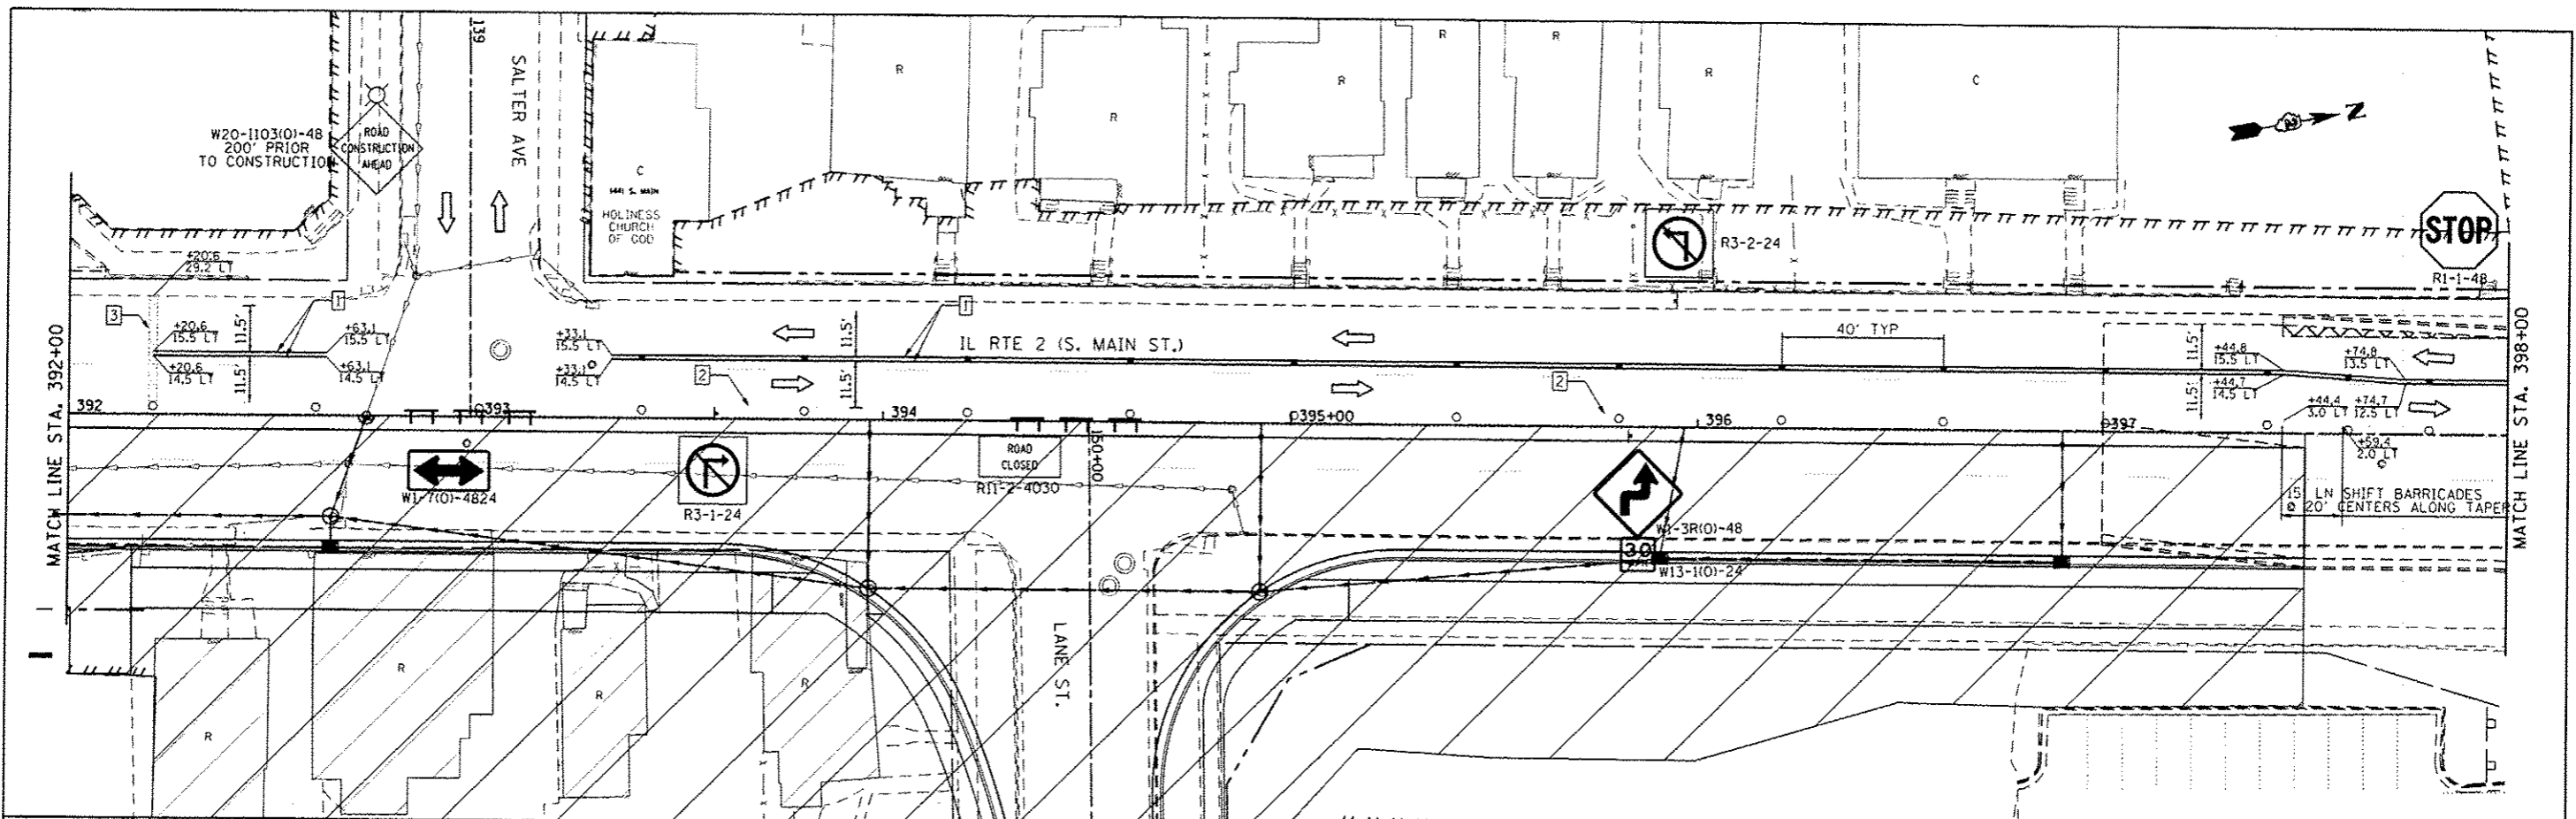 139
SALTER AVE
W20-1103(0)-48
200' PRIOR
TO CONSTRUCTION
ROAD
CONSTRUCTION
AHEAD
C
1441 S. MAIN
HOLINESS
CHURCH
OF GOD
R
R
R
R
R
R
C
N
R3-2-24
STOP
R1-1-48
MATCH LINE STA. 392+00
+20.6
29.2 LT
3
1
+20.6
15.5 LT
+20.6
14.5 LT
11.5'
11.5'
+63.1
15.5 LT
+63.1
14.5 LT
+33.1
15.5 LT
+33.1
14.5 LT
2
11.5'
11.5'
1
IL RTE 2 (S. MAIN ST.)
40' TYP
2
11.5'
11.5'
+44.8
15.5 LT
+44.7
14.5 LT
+74.8
13.5 LT
+44.4
3.0 LT
+74.7
12.5 LT
+59.4
2.0 LT
392
393
394
395+00
396
397
MATCH LINE STA. 398+00
W1-7(0)-4824
R3-1-24
ROAD
CLOSED
R11-2-4030
150+00
W1-3R(0)-48
30
W13-1(0)-24
15 LN SHIFT BARRICADES
@ 20' CENTERS ALONG TAPER
LANE ST.
R
R
R
R